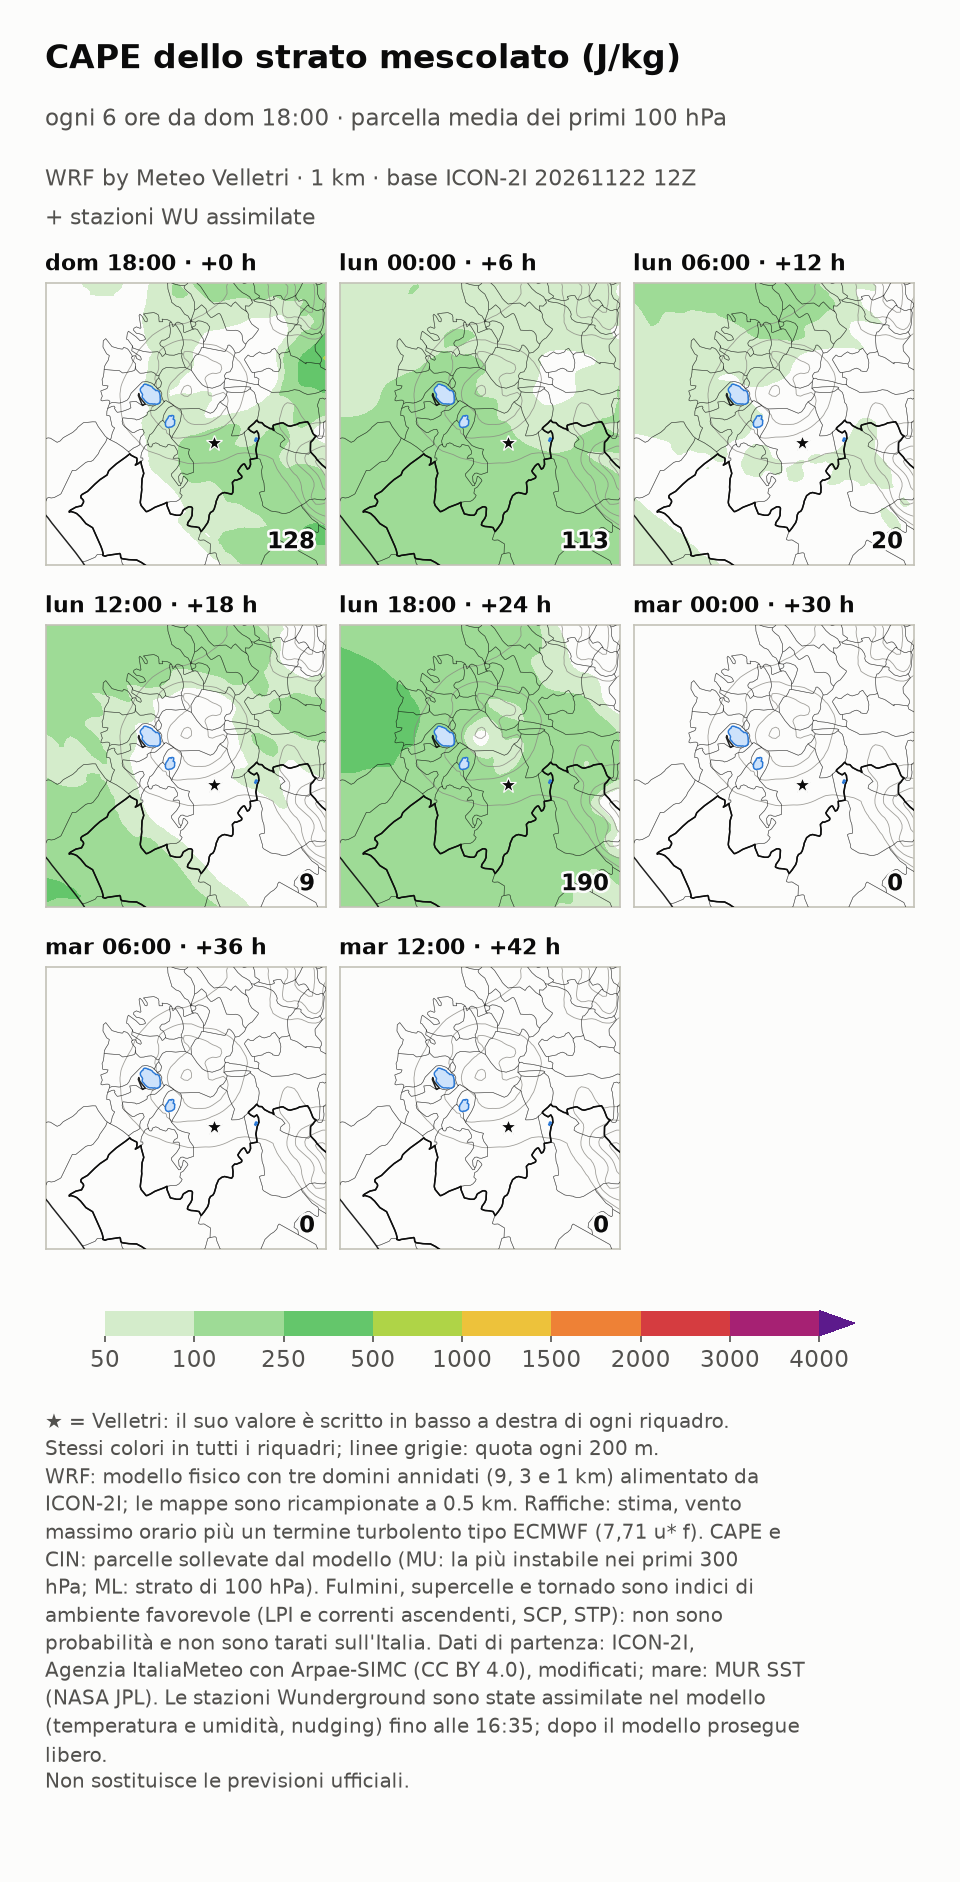 CAPE dello strato mescolato (J/kg)
ogni 6 ore da dom 18:00 · parcella media dei primi 100 hPa
WRF by Meteo Velletri · 1 km · base ICON-2I 20261122 12Z
+ stazioni WU assimilate
dom 18:00 · +0 h
lun 00:00 · +6 h
lun 06:00 · +12 h
128
113
20
lun 12:00 · +18 h
lun 18:00 · +24 h
mar 00:00 · +30 h
9
190
0
mar 06:00 · +36 h
mar 12:00 · +42 h
0
0
50 100 250 500 1000 1500 2000 3000 4000
★ = Velletri: il suo valore è scritto in basso a destra di ogni riquadro.
Stessi colori in tutti i riquadri; linee grigie: quota ogni 200 m.
WRF: modello fisico con tre domini annidati (9, 3 e 1 km) alimentato da
ICON-2I; le mappe sono ricampionate a 0.5 km. Raffiche: stima, vento
massimo orario più un termine turbolento tipo ECMWF (7,71 u* f). CAPE e
CIN: parcelle sollevate dal modello (MU: la più instabile nei primi 300
hPa; ML: strato di 100 hPa). Fulmini, supercelle e tornado sono indici di
ambiente favorevole (LPI e correnti ascendenti, SCP, STP): non sono
probabilità e non sono tarati sull'Italia. Dati di partenza: ICON-2I,
Agenzia ItaliaMeteo con Arpae-SIMC (CC BY 4.0), modificati; mare: MUR SST
(NASA JPL). Le stazioni Wunderground sono state assimilate nel modello
(temperatura e umidità, nudging) fino alle 16:35; dopo il modello prosegue
libero.
Non sostituisce le previsioni ufficiali.